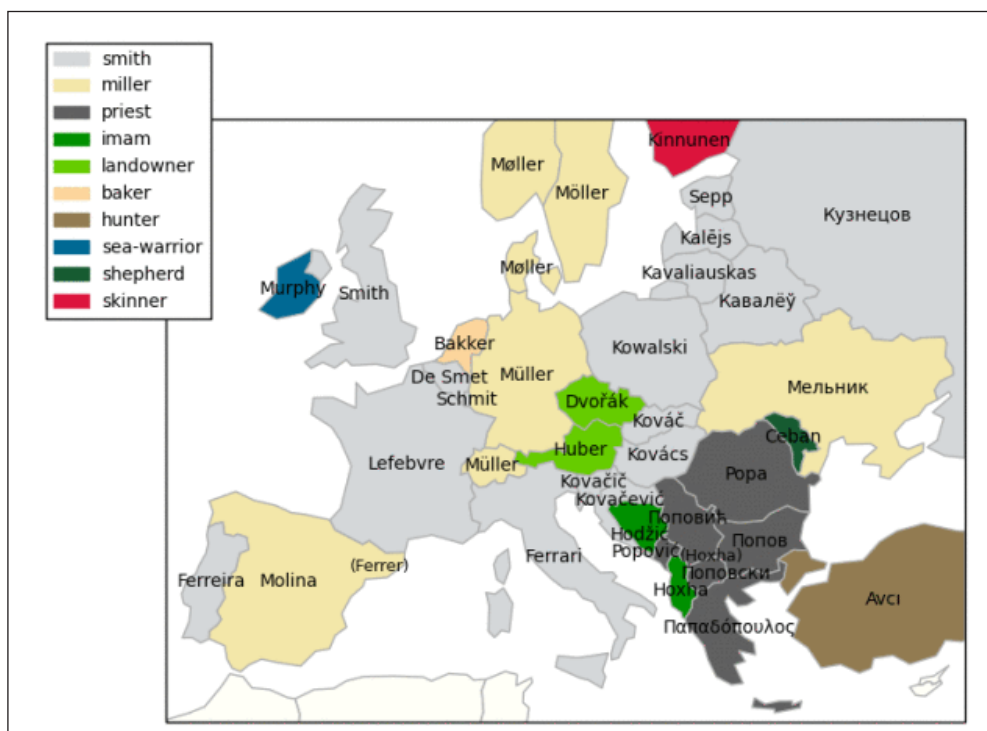 smith
miller
priest
imam
landowner
baker
hunter
sea-warrior
shepherd
skinner
Kinnunen
Møller
Möller
Sepp
Кузнецов
Kalējs
Møller
Kavaliauskas
Murphy
Smith
Кавалёў
Bakker
Kowalski
De Smet
Müller
Мельник
Schmit
Dvořák
Kováč
Ceban
Huber
Lefebvre
Müller
Kovács
Popa
Kovačič
Kovačević
Поповић
Hodžić
Попов
Ferrari
Popović
(Hoxha)
(Ferrer)
Поповски
Ferreira
Molina
Hoxha
Avcı
Παπαδόπουλος